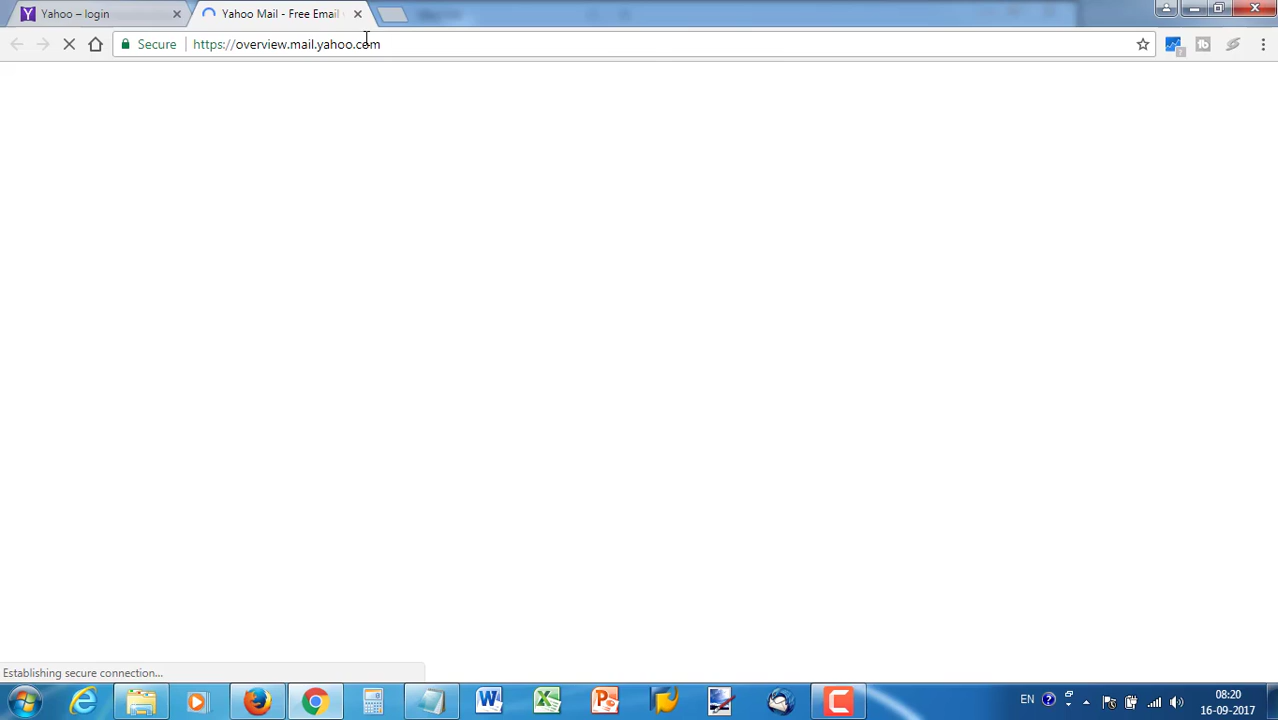 Yahoo – login
Yahoo Mail - Free Email
Secure
https://overview.mail.yahoo.com
Establishing secure connection...
EN
08:20
16-09-2017